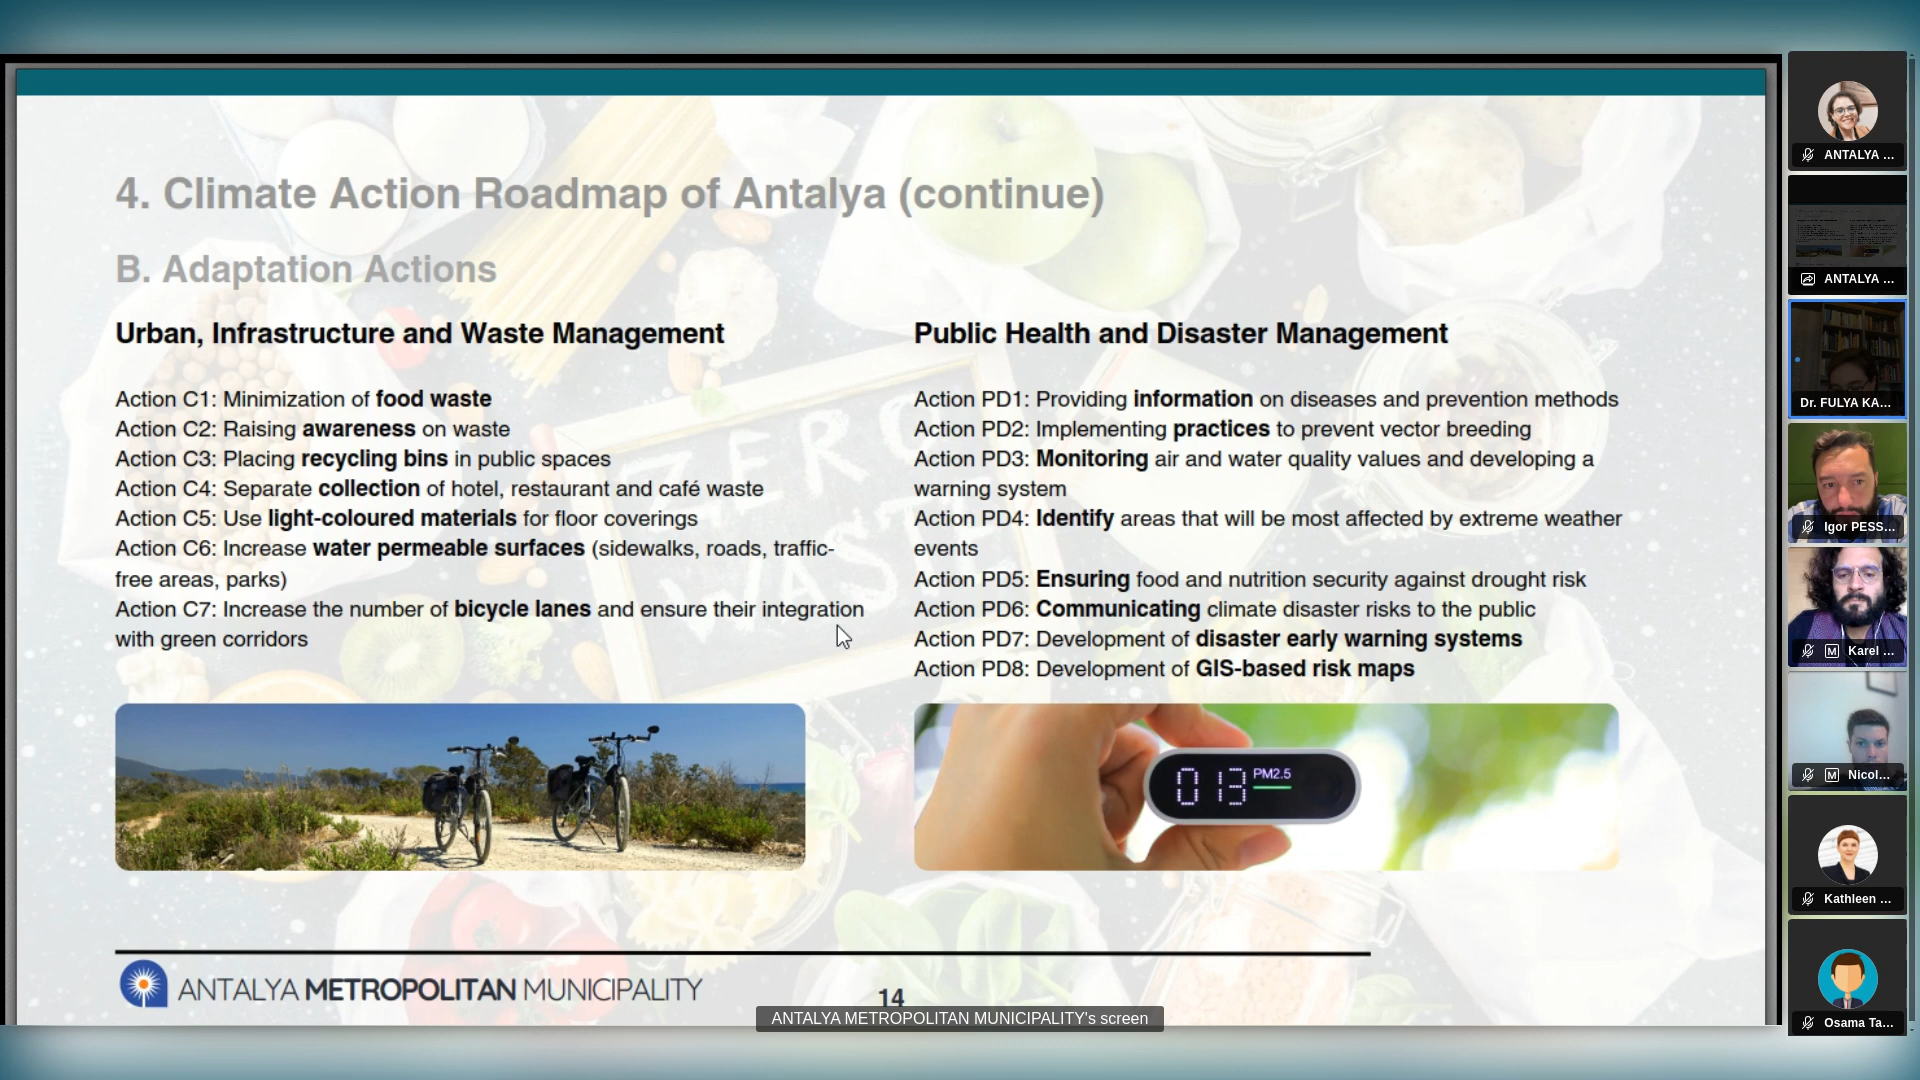 4. Climate Action Roadmap of Antalya (continue)
B. Adaptation Actions
Urban, Infrastructure and Waste Management
Action C1: Minimization of food waste
Action C2: Raising awareness on waste
Action C3: Placing recycling bins in public spaces
Action C4: Separate collection of hotel, restaurant and café waste
Action C5: Use light-coloured materials for floor coverings
Action C6: Increase water permeable surfaces (sidewalks, roads, traffic-
free areas, parks)
Action C7: Increase the number of bicycle lanes and ensure their integration
with green corridors
Public Health and Disaster Management
Action PD1: Providing information on diseases and prevention methods
Action PD2: Implementing practices to prevent vector breeding
Action PD3: Monitoring air and water quality values and developing a
warning system
Action PD4: Identify areas that will be most affected by extreme weather
events
Action PD5: Ensuring food and nutrition security against drought risk
Action PD6: Communicating climate disaster risks to the public
Action PD7: Development of disaster early warning systems
Action PD8: Development of GIS-based risk maps
ZERO
WASTE
013 PM2.5
ANTALYA METROPOLITAN MUNICIPALITY
14
ANTALYA METROPOLITAN MUNICIPALITY's screen
ANTALYA ...
ANTALYA ...
Dr. FULYA KA...
Igor PESS...
M Karel ...
M Nicol...
Kathleen ...
Osama Ta...